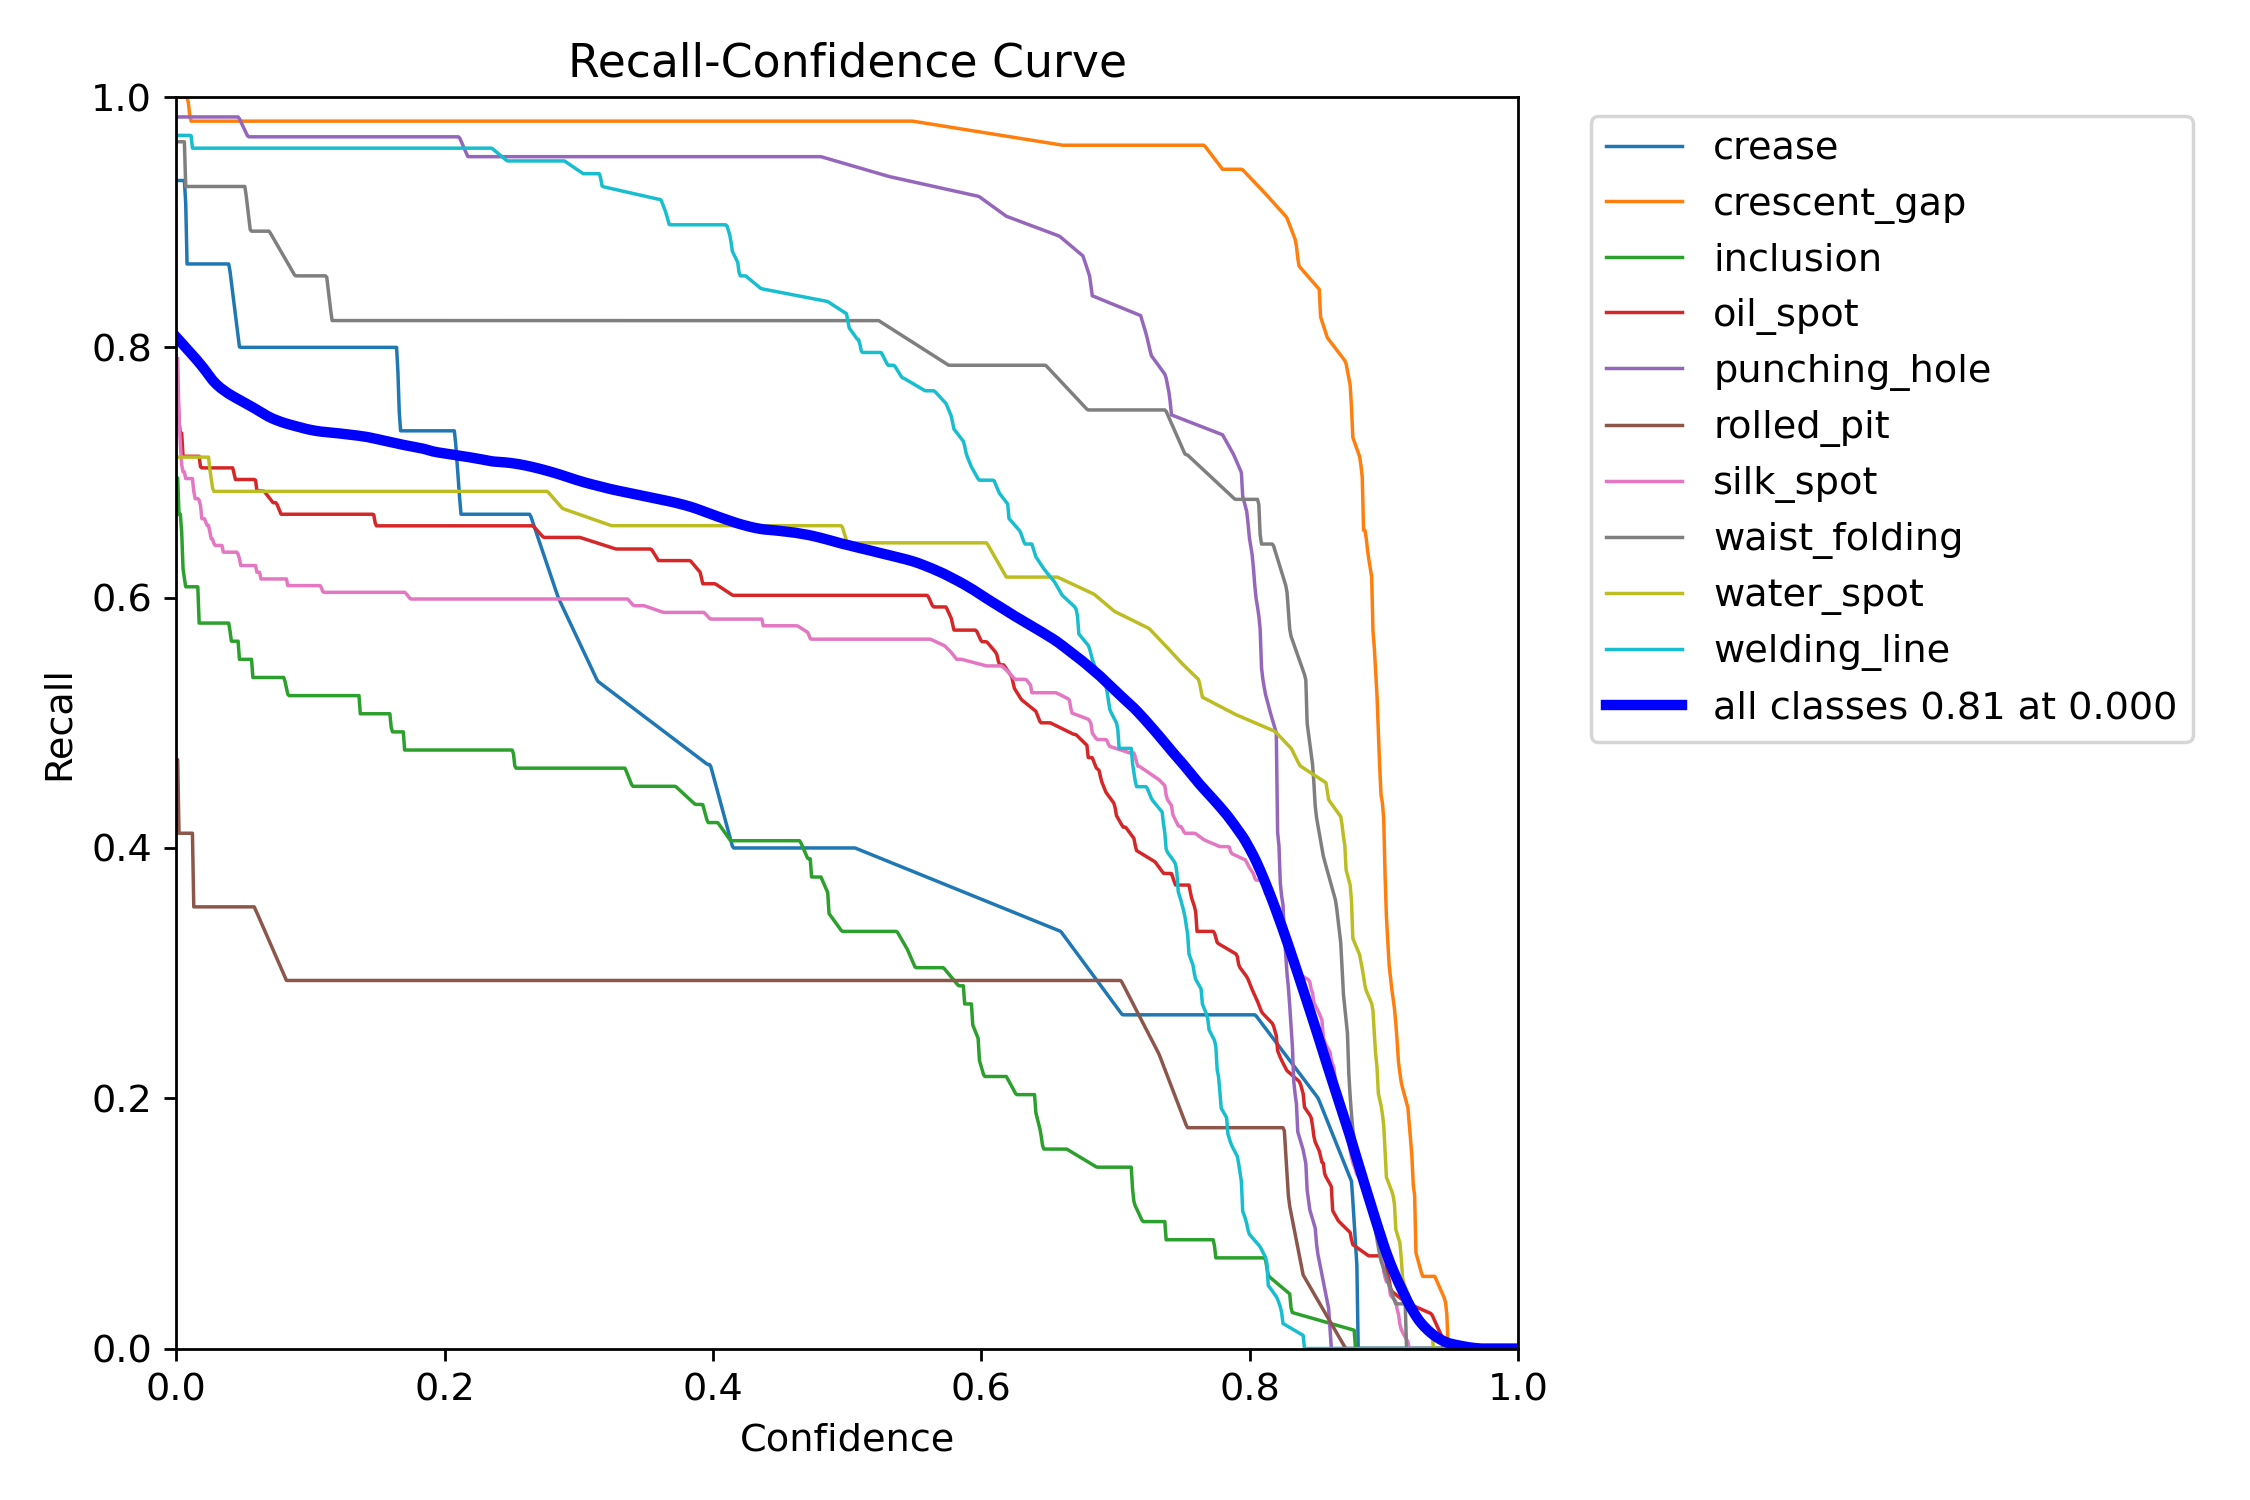 Recall-Confidence Curve
1.0
0.8
0.6
0.4
0.2
0.0
Recall
0.0 0.2 0.4 0.6 0.8 1.0
Confidence
crease
crescent_gap
inclusion
oil_spot
punching_hole
rolled_pit
silk_spot
waist_folding
water_spot
welding_line
all classes 0.81 at 0.000